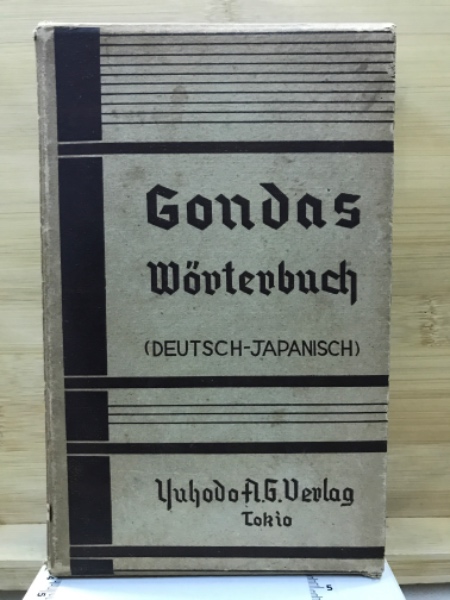 Gondas
Wörterbuch
(DEUTSCH-JAPANISCH)
Yuhodo A.G. Verlag
Tokio